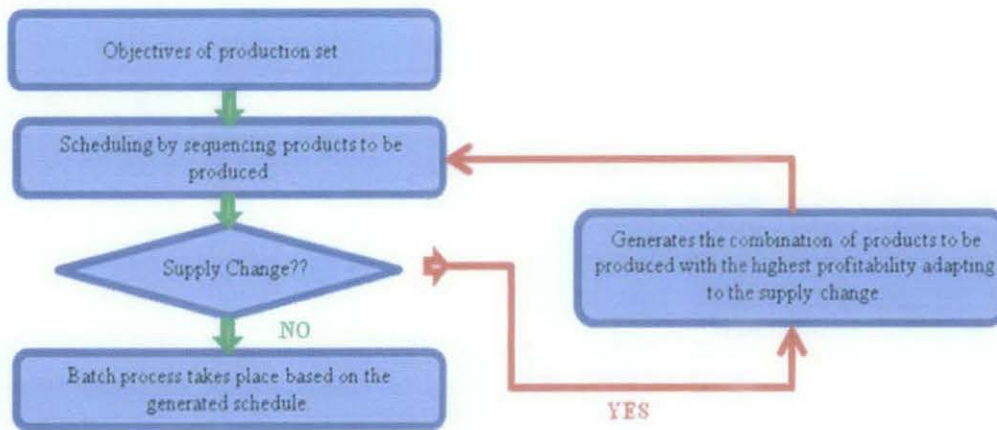 Objectives of production set
Scheduling by sequencing products to be
produced
Supply Change??
NO
Batch process takes place based on the
generated schedule.
Generates the combination of products to be
produced with the highest profitability adapting
to the supply change.
YES